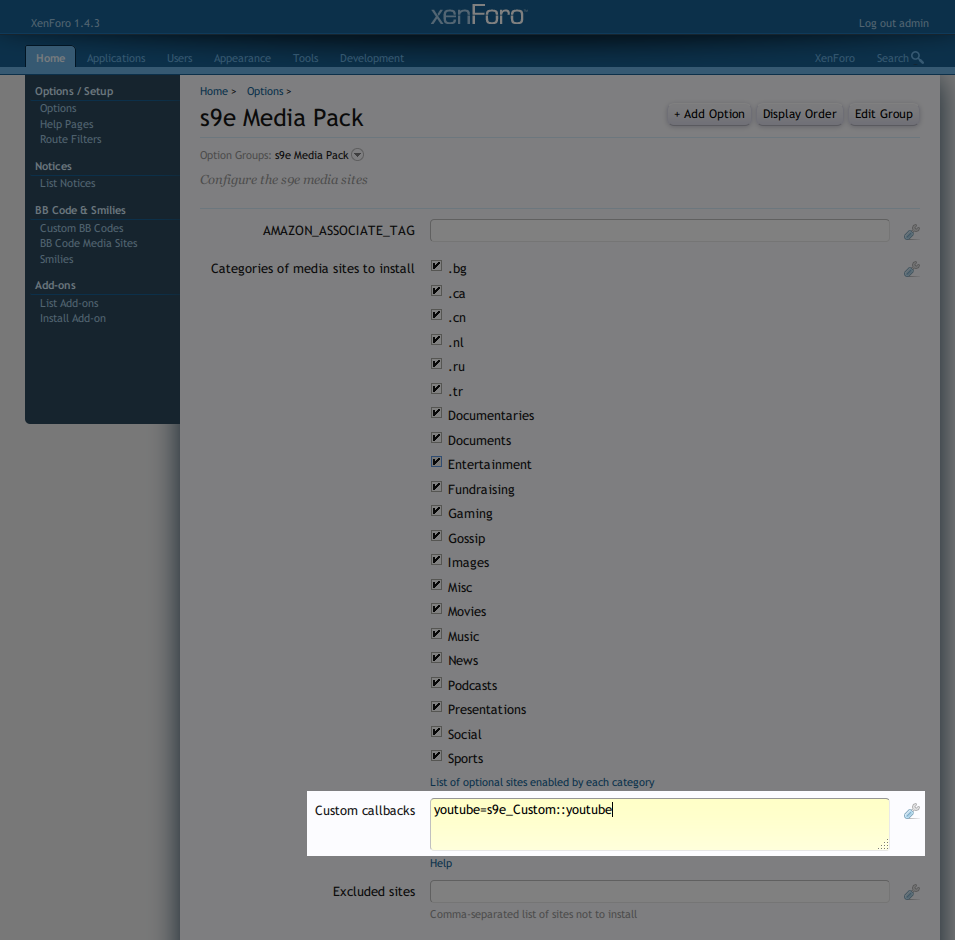 XenForo 1.4.3
xenForo
Log out admin
Home Applications Users Appearance Tools Development XenForo Search
Options / Setup
Options
Help Pages
Route Filters
Notices
List Notices
BB Code & Smilies
Custom BB Codes
BB Code Media Sites
Smilies
Add-ons
List Add-ons
Install Add-on
Home > Options >
s9e Media Pack
+ Add Option Display Order Edit Group
Option Groups: s9e Media Pack
Configure the s9e media sites
AMAZON_ASSOCIATE_TAG
Categories of media sites to install
.bg
.ca
.cn
.nl
.ru
.tr
Documentaries
Documents
Entertainment
Fundraising
Gaming
Gossip
Images
Misc
Movies
Music
News
Podcasts
Presentations
Social
Sports
List of optional sites enabled by each category
Custom callbacks
youtube=s9e_Custom::youtube
Help
Excluded sites
Comma-separated list of sites not to install